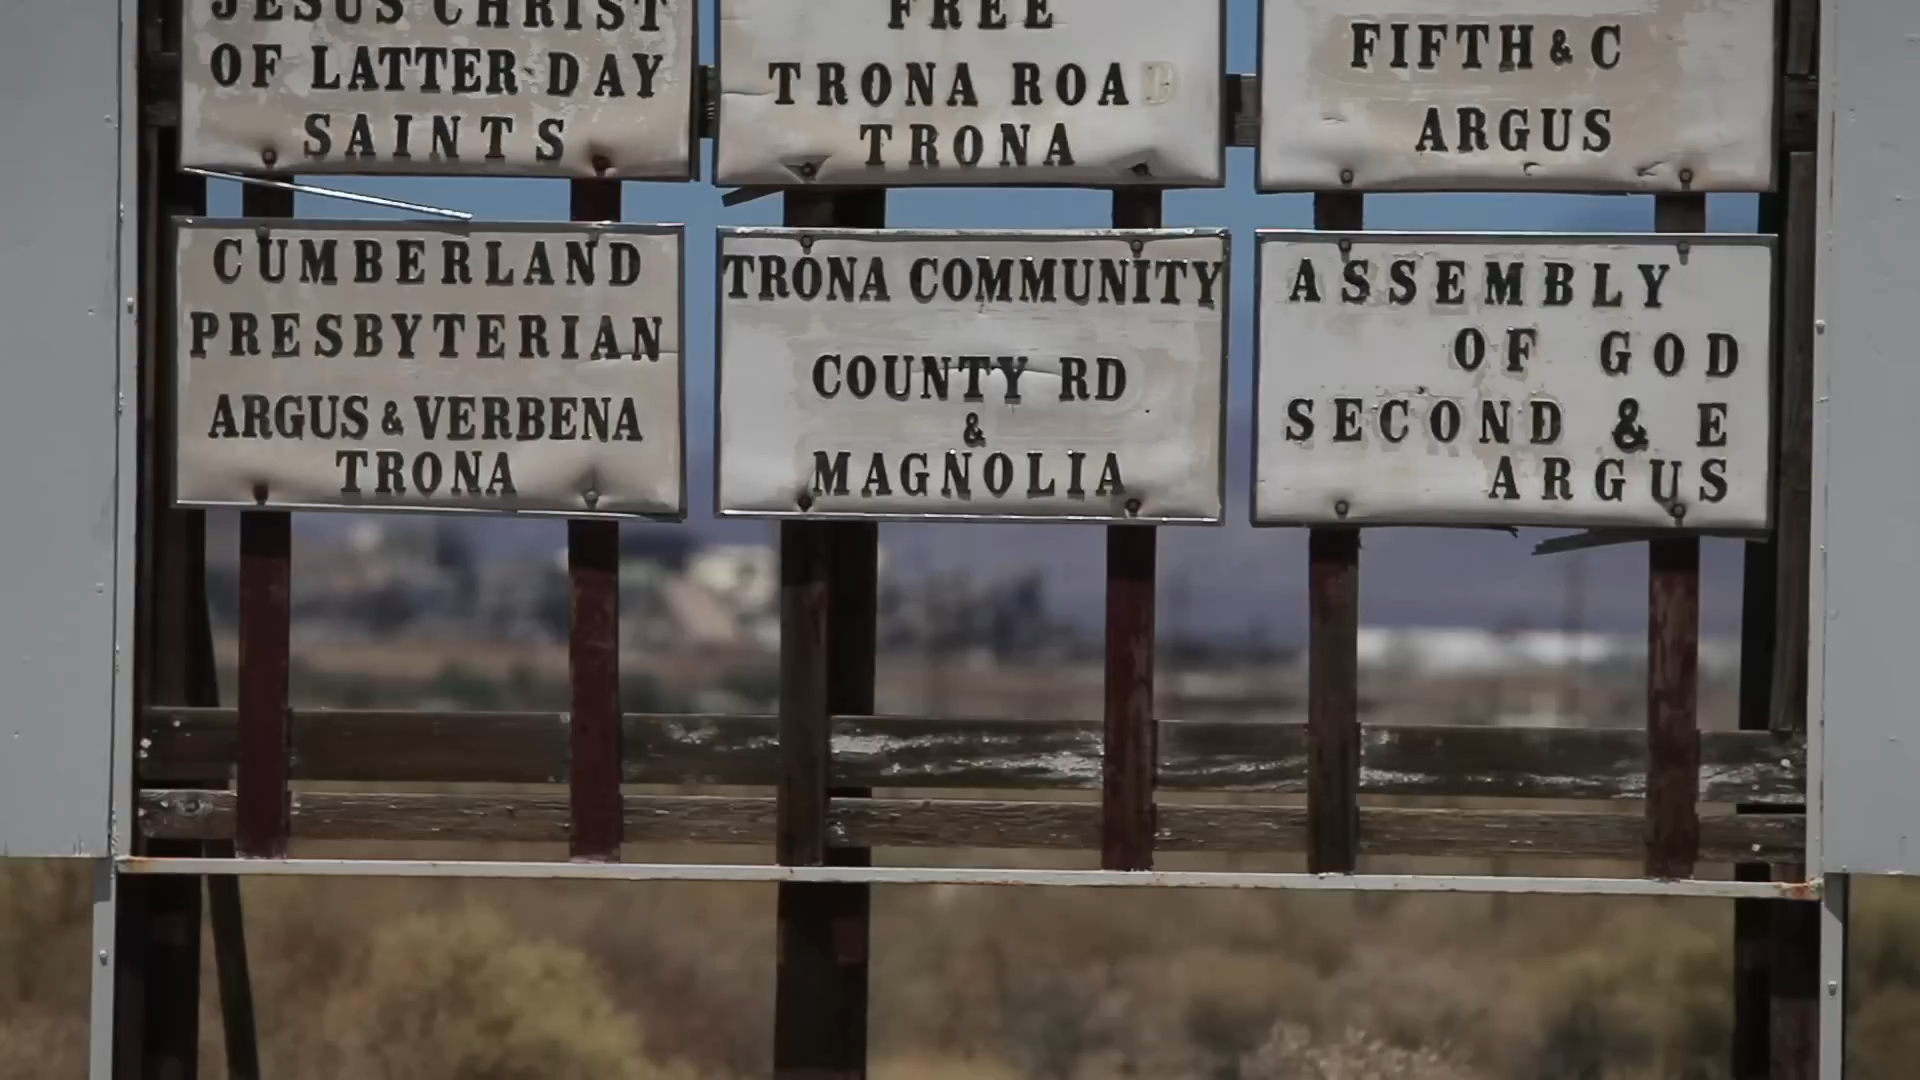 JESUS CHRIST
OF LATTER-DAY
SAINTS
FREE
TRONA ROAD
TRONA
FIFTH & C
ARGUS
CUMBERLAND
PRESBYTERIAN
ARGUS & VERBENA
TRONA
TRONA COMMUNITY
COUNTY RD
&
MAGNOLIA
ASSEMBLY
OF GOD
SECOND & E
ARGUS